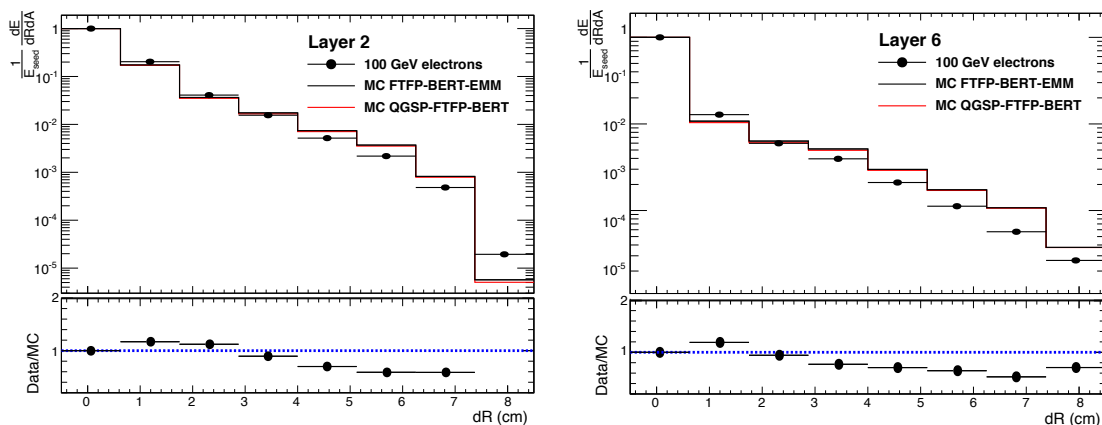 1/E_seed dE/dRdA
Layer 2
100 GeV electrons
MC FTFP-BERT-EMM
MC QGSP-FTFP-BERT
1
10^-1
10^-2
10^-3
10^-4
10^-5
Data/MC
2
1
0 1 2 3 4 5 6 7 8
dR (cm)
1/E_seed dE/dRdA
Layer 6
100 GeV electrons
MC FTFP-BERT-EMM
MC QGSP-FTFP-BERT
1
10^-1
10^-2
10^-3
10^-4
10^-5
Data/MC
2
1
0 1 2 3 4 5 6 7 8
dR (cm)